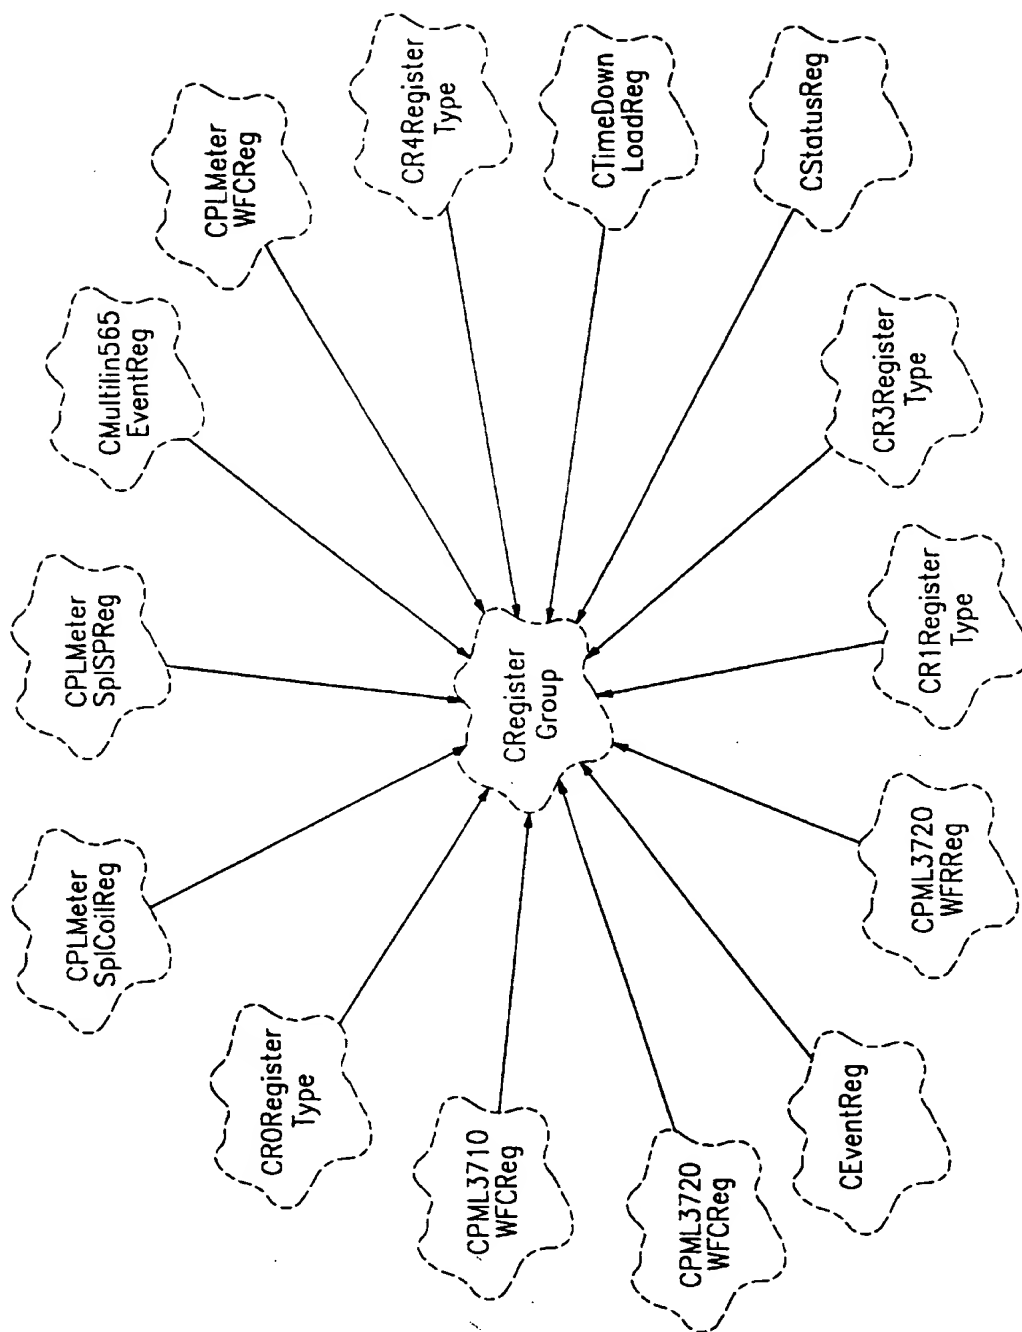 CPLMeter
SplCoilReg
CPLMeter
SplSPReg
CMultilin565
EventReg
CPLMeter
WFCReg
CR4Register
Type
CTimeDown
LoadReg
CStatusReg
CR3Register
Type
CR1Register
Type
CPML3720
WFRReg
CEventReg
CPML3720
WFCReg
CPML3710
WFCReg
CR0Register
Type
CRegister
Group